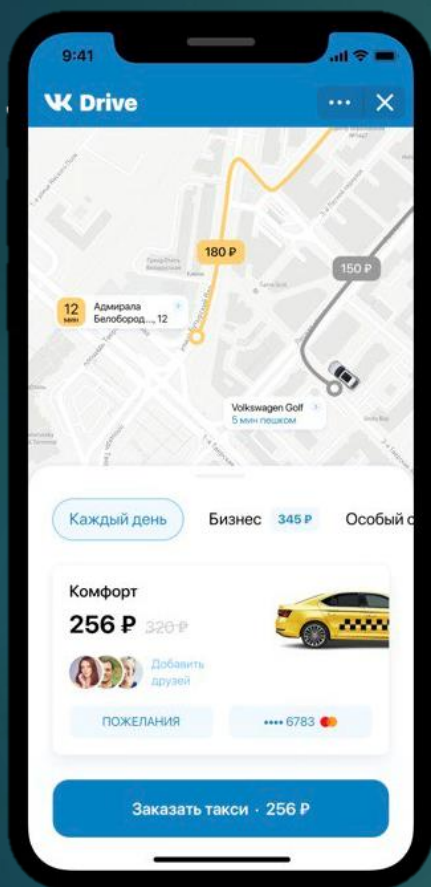 9:41
VK Drive
180 ₽
150 ₽
12
мин
Адмирала
Белобород..., 12
Volkswagen Golf
5 мин пешком
Каждый день
Бизнес 345 ₽
Особый с
Комфорт
256 ₽ 320 ₽
Добавить
друзей
ПОЖЕЛАНИЯ
•••• 6783
Заказать такси · 256 ₽